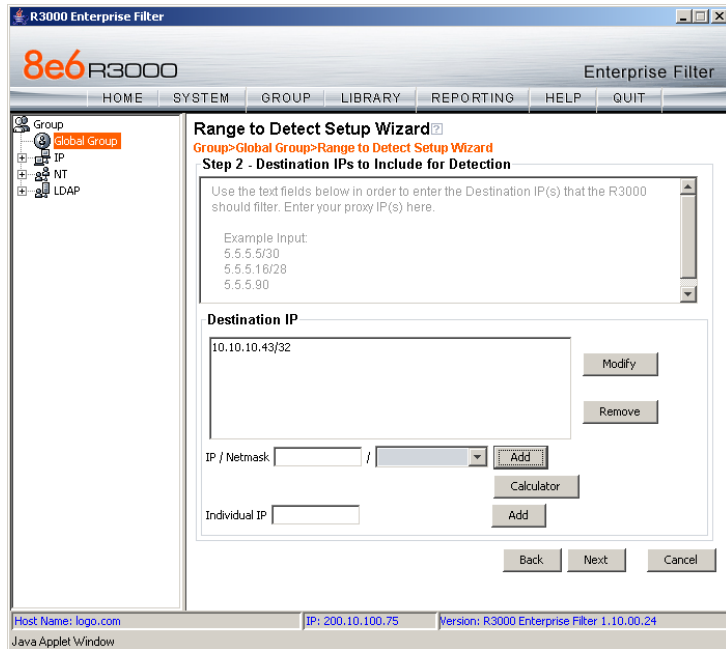 R3000 Enterprise Filter
8e6 R3000
Enterprise Filter
HOME SYSTEM GROUP LIBRARY REPORTING HELP QUIT
Group
Global Group
IP
NT
LDAP
Range to Detect Setup Wizard ?
Group>Global Group>Range to Detect Setup Wizard
Step 2 - Destination IPs to Include for Detection
Use the text fields below in order to enter the Destination IP(s) that the R3000
should filter. Enter your proxy IP(s) here.
Example Input:
5.5.5.5/30
5.5.5.16/28
5.5.5.90
Destination IP
10.10.10.43/32
Modify
Remove
IP / Netmask / Add
Calculator
Individual IP Add
Back Next Cancel
Host Name: logo.com IP: 200.10.100.75 Version: R3000 Enterprise Filter 1.10.00.24
Java Applet Window